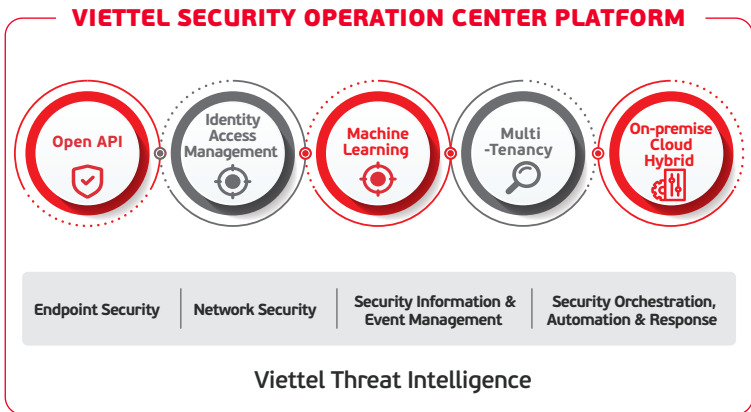 VIETTEL SECURITY OPERATION CENTER PLATFORM
Open API
Identity
Access
Management
Machine
Learning
Multi
-Tenancy
On-premise
Cloud
Hybrid
Endpoint Security
Network Security
Security Information &
Event Management
Security Orchestration,
Automation & Response
Viettel Threat Intelligence